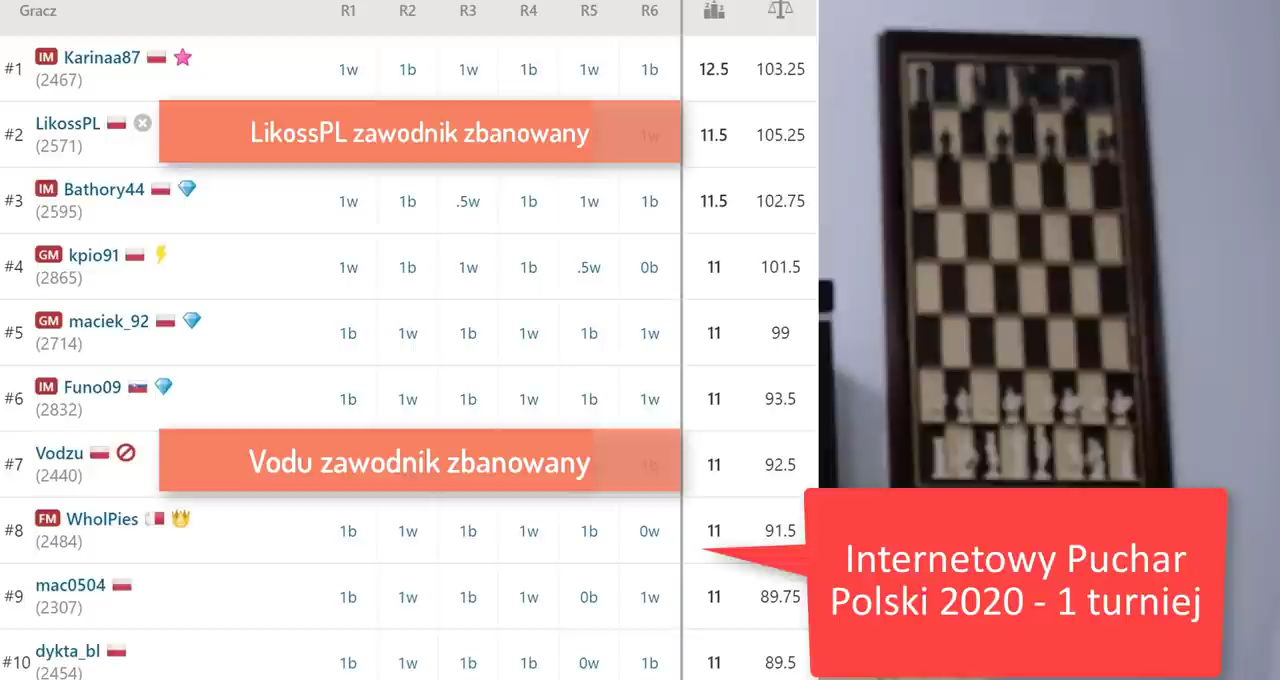 Gracz R1 R2 R3 R4 R5 R6
#1 IM Karinaa87 1w 1b 1w 1b 1w 1b 12.5 103.25
(2467)
#2 LikossPL LikossPL zawodnik zbanowany 1w 11.5 105.25
(2571)
#3 IM Bathory44 1w 1b .5w 1b 1w 1b 11.5 102.75
(2595)
#4 GM kpio91 1w 1b 1w 1b .5w 0b 11 101.5
(2865)
#5 GM maciek_92 1b 1w 1b 1w 1b 1w 11 99
(2714)
#6 IM Funo09 1b 1w 1b 1w 1b 1w 11 93.5
(2832)
#7 Vodzu Vodu zawodnik zbanowany 1b 11 92.5
(2440)
#8 FM WholPies 1b 1w 1b 1w 1b 0w 11 91.5
(2484)
#9 mac0504 1b 1w 1b 1w 0b 1w 11 89.75
(2307)
#10 dykta_bl 1b 1w 1b 1b 0w 1b 11 89.5
(2454)
Internetowy Puchar
Polski 2020 - 1 turniej